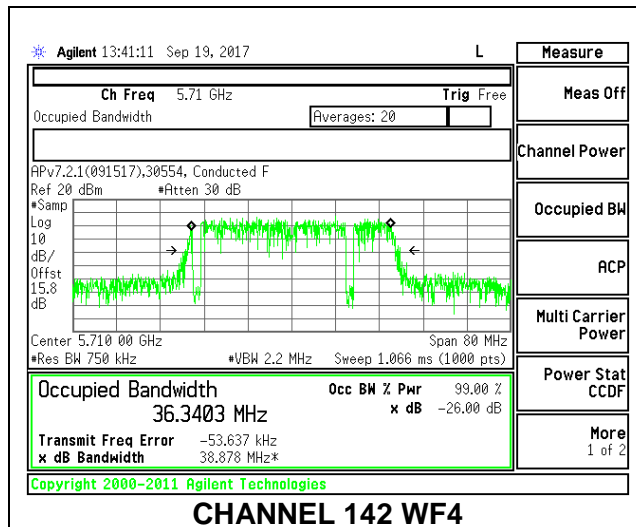 Agilent 13:41:11 Sep 19, 2017 L
Measure
Ch Freq 5.71 GHz Trig Free
Meas Off
Occupied Bandwidth Averages: 20
Channel Power
APv7.2.1(091517),30554, Conducted F
Ref 20 dBm #Atten 30 dB
#Samp
Log
10
dB/
Offst
15.8
dB
Occupied BW
ACP
Center 5.710 00 GHz Span 80 MHz
#Res BW 750 kHz #VBW 2.2 MHz Sweep 1.066 ms (1000 pts)
Multi Carrier
Power
Occupied Bandwidth Occ BW % Pwr 99.00 %
36.3403 MHz x dB -26.00 dB
Power Stat
CCDF
Transmit Freq Error -53.637 kHz
x dB Bandwidth 38.878 MHz*
More
1 of 2
Copyright 2000-2011 Agilent Technologies
CHANNEL 142 WF4